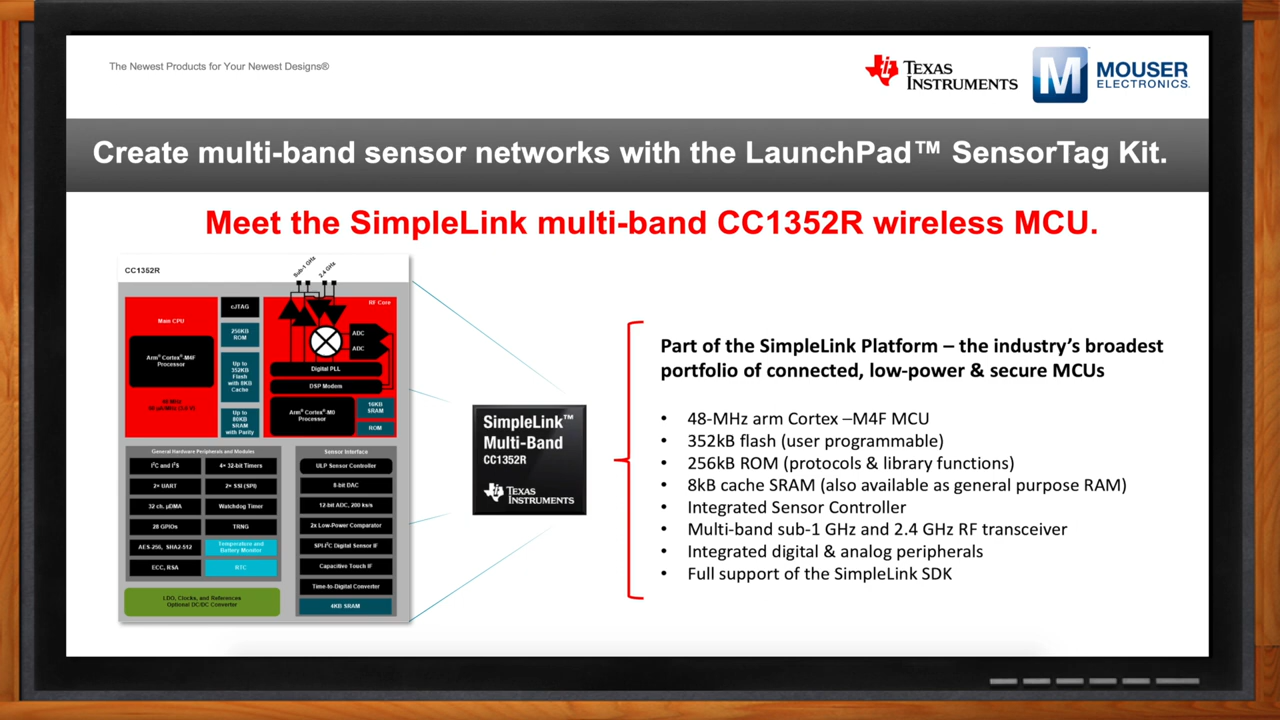 The Newest Products for Your Newest Designs®
TEXAS
INSTRUMENTS
M
MOUSER
ELECTRONICS.
Create multi-band sensor networks with the LaunchPad™ SensorTag Kit.
Meet the SimpleLink multi-band CC1352R wireless MCU.
CC1352R
Sub-1 GHz
2.4 GHz
Main CPU
Arm® Cortex®-M4F
Processor
cJTAG
256KB
ROM
Up to
352KB
Flash
with 8KB
Cache
Up to
80KB
SRAM
with Parity
RF Core
ADC
ADC
Digital PLL
DSP Modem
Arm® Cortex®-M0
Processor
16KB
SRAM
ROM
General Hardware Peripherals and Modules
I²C and I²S
4× 32-bit Timers
2× UART
2× SSI (SPI)
32 ch. µDMA
Watchdog Timer
28 GPIOs
TRNG
AES-256, SHA2-512
Temperature and
Battery Monitor
ECC, RSA
RTC
LDO, Clocks, and References
Optional DC/DC Converter
Sensor Interface
ULP Sensor Controller
8-bit DAC
12-bit ADC, 200 ks/s
2x Low-Power Comparator
SPI-I²C Digital Sensor IF
Capacitive Touch IF
Time-to-Digital Converter
4KB SRAM
SimpleLink™
Multi-Band
CC1352R
TEXAS
INSTRUMENTS
Part of the SimpleLink Platform – the industry's broadest
portfolio of connected, low-power & secure MCUs
• 48-MHz arm Cortex –M4F MCU
• 352kB flash (user programmable)
• 256kB ROM (protocols & library functions)
• 8kB cache SRAM (also available as general purpose RAM)
• Integrated Sensor Controller
• Multi-band sub-1 GHz and 2.4 GHz RF transceiver
• Integrated digital & analog peripherals
• Full support of the SimpleLink SDK